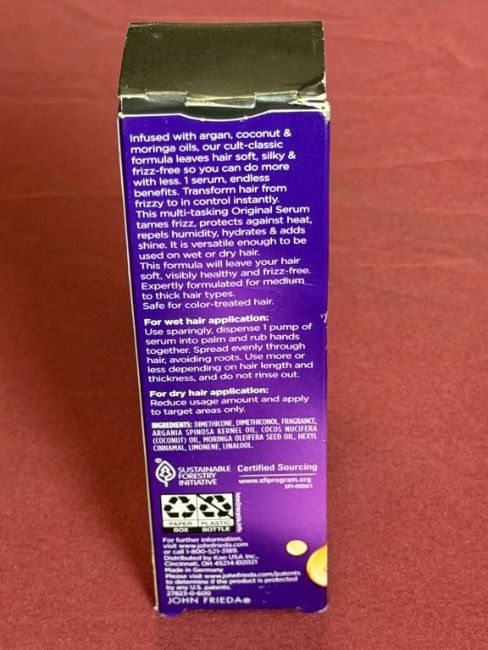 Infused with argan, coconut &
moringa oils, our cult-classic
formula leaves hair soft, silky &
frizz-free so you can do more
with less. 1 serum, endless
benefits. Transform hair from
frizzy to in control instantly.
This multi-tasking Original Serum
tames frizz, protects against heat,
repels humidity, hydrates & adds
shine. It is versatile enough to be
used on wet or dry hair.
This formula will leave your hair
soft, visibly healthy and frizz-free.
Expertly formulated for medium
to thick hair types.
Safe for color-treated hair.
For wet hair application:
Use sparingly, dispense 1 pump of
serum into palm and rub hands
together. Spread evenly through
hair, avoiding roots. Use more or
less depending on hair length and
thickness, and do not rinse out.
For dry hair application:
Reduce usage amount and apply
to target areas only.
INGREDIENTS: DIMETHICONE, DIMETHICONOL, FRAGRANCE,
ARGANIA SPINOSA KERNEL OIL, COCOS NUCIFERA
(COCONUT) OIL, MORINGA OLEIFERA SEED OIL, HEXYL
CINNAMAL, LIMONENE, LINALOOL.
SUSTAINABLE
FORESTRY
INITIATIVE
Certified Sourcing
www.sfiprogram.org
SFI-00061
PAPER
BOX
PLASTIC
BOTTLE
how2recycle.info
For further information,
visit www.johnfrieda.com
or call 1-800-521-3189.
Distributed by Kao USA Inc.,
Cincinnati, OH 45214 ©2021
Made in Germany
Please visit www.johnfrieda.com/patents
to determine if the product is protected
by any U.S. patents.
27823-0-600
JOHN FRIEDA®